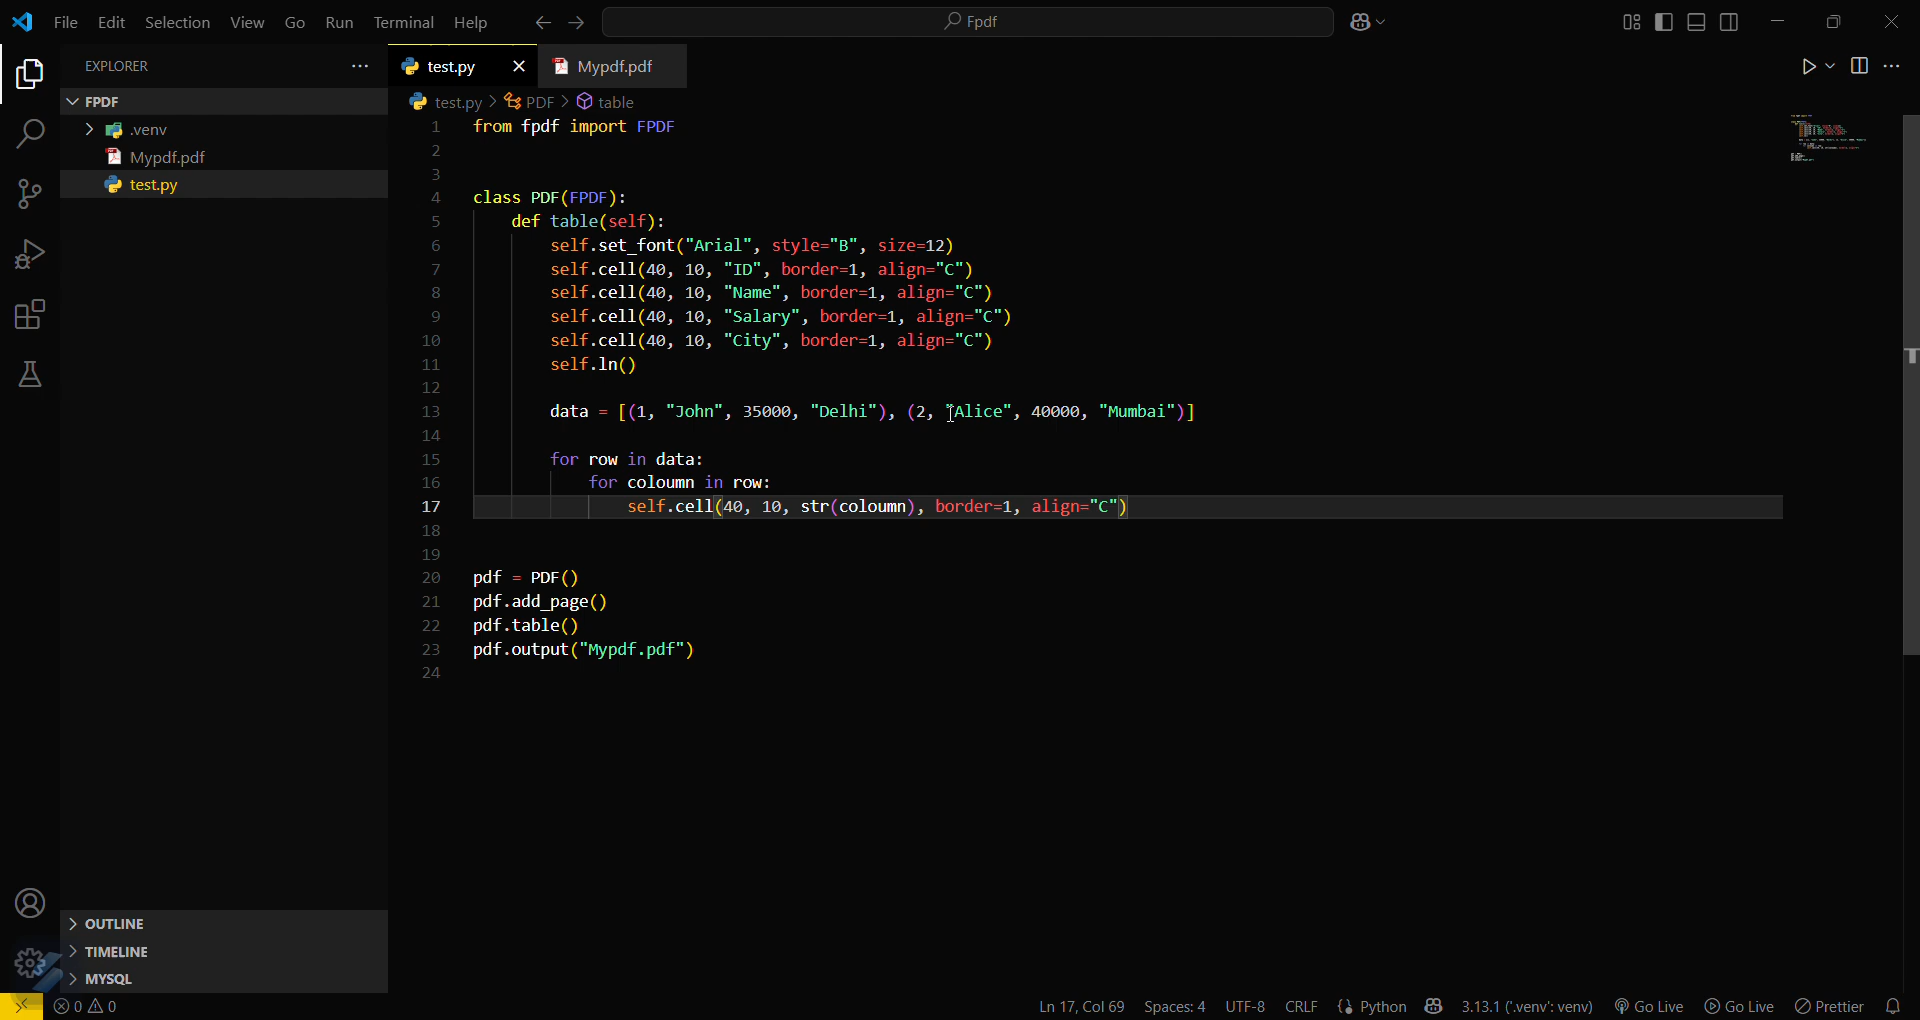 File Edit Selection View Go Run Terminal Help
Fpdf
EXPLORER
FPDF
.venv
Mypdf.pdf
test.py
test.py
Mypdf.pdf
test.py > PDF > table
1 from fpdf import FPDF
2
3
4 class PDF(FPDF):
5 def table(self):
6 self.set_font("Arial", style="B", size=12)
7 self.cell(40, 10, "ID", border=1, align="C")
8 self.cell(40, 10, "Name", border=1, align="C")
9 self.cell(40, 10, "Salary", border=1, align="C")
10 self.cell(40, 10, "City", border=1, align="C")
11 self.ln()
12
13 data = [(1, "John", 35000, "Delhi"), (2, "Alice", 40000, "Mumbai")]
14
15 for row in data:
16 for coloumn in row:
17 self.cell(40, 10, str(coloumn), border=1, align="C")
18
19
20 pdf = PDF()
21 pdf.add_page()
22 pdf.table()
23 pdf.output("Mypdf.pdf")
24
OUTLINE
TIMELINE
MYSQL
0 0 Ln 17, Col 69 Spaces: 4 UTF-8 CRLF Python 3.13.1 ('.venv': venv) Go Live Go Live Prettier